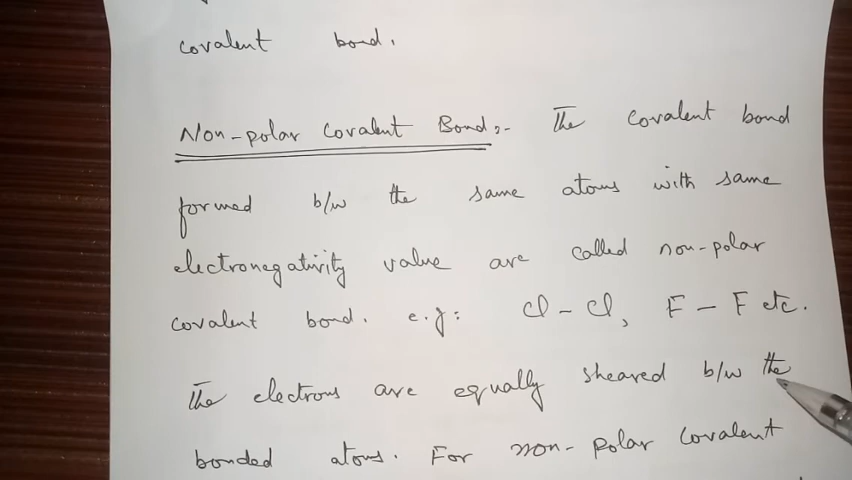 covalent bond.
Non-polar Covalent Bond:- The covalent bond
formed b/w the same atoms with same
electronegativity value are called non-polar
covalent bond. e.g: Cl - Cl, F - F etc.
The electrons are equally sheared b/w the
bonded atoms. For non-polar covalent